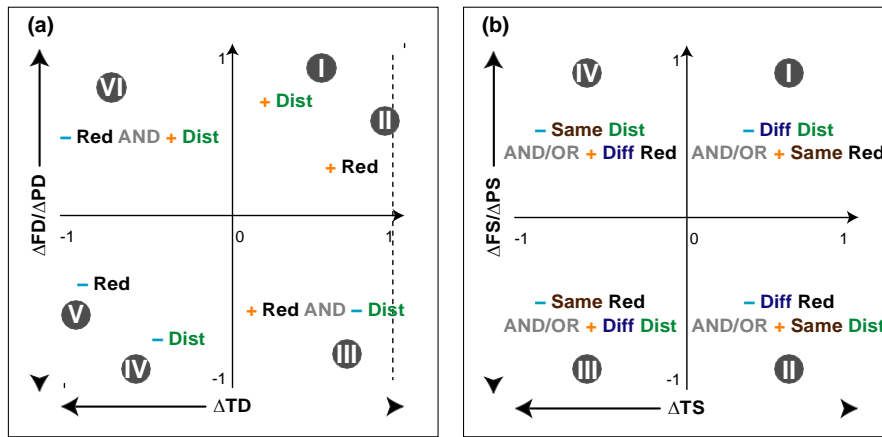 (a)
1
VI
I
+ Dist
II
− Red AND + Dist
+ Red
ΔFD/ΔPD
-1
0
1
− Red
+ Red AND − Dist
V
− Dist
IV
III
-1
ΔTD
(b)
1
IV
I
− Same Dist
AND/OR + Diff Red
− Diff Dist
AND/OR + Same Red
ΔFS/ΔPS
-1
0
1
− Same Red
AND/OR + Diff Dist
− Diff Red
AND/OR + Same Dist
III
II
-1
ΔTS